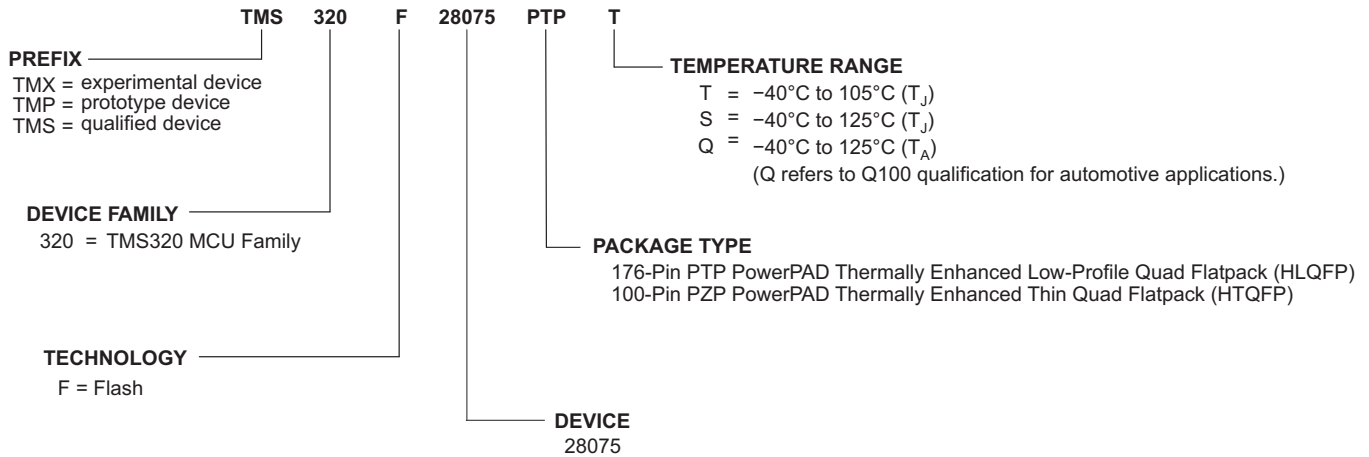 TMS 320 F 28075 PTP T
PREFIX
TMX = experimental device
TMP = prototype device
TMS = qualified device
TEMPERATURE RANGE
T = −40°C to 105°C (TJ)
S = −40°C to 125°C (TJ)
Q = −40°C to 125°C (TA)
(Q refers to Q100 qualification for automotive applications.)
DEVICE FAMILY
320 = TMS320 MCU Family
PACKAGE TYPE
176-Pin PTP PowerPAD Thermally Enhanced Low-Profile Quad Flatpack (HLQFP)
100-Pin PZP PowerPAD Thermally Enhanced Thin Quad Flatpack (HTQFP)
TECHNOLOGY
F = Flash
DEVICE
28075